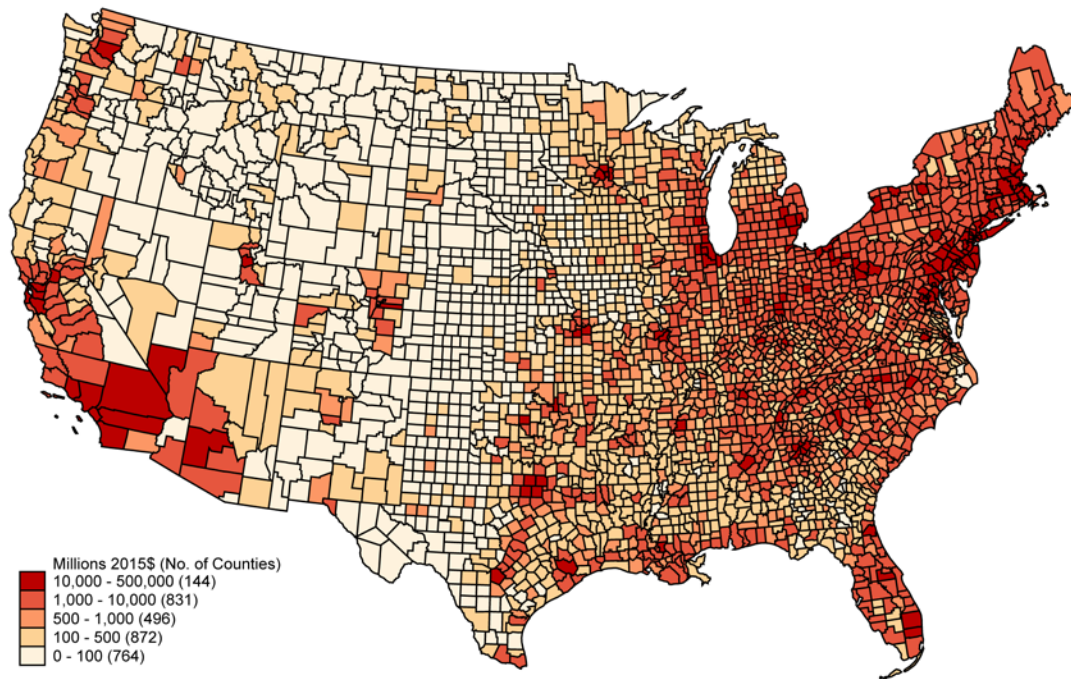 Millions 2015$ (No. of Counties)
10,000 - 500,000 (144)
1,000 - 10,000 (831)
500 - 1,000 (496)
100 - 500 (872)
0 - 100 (764)